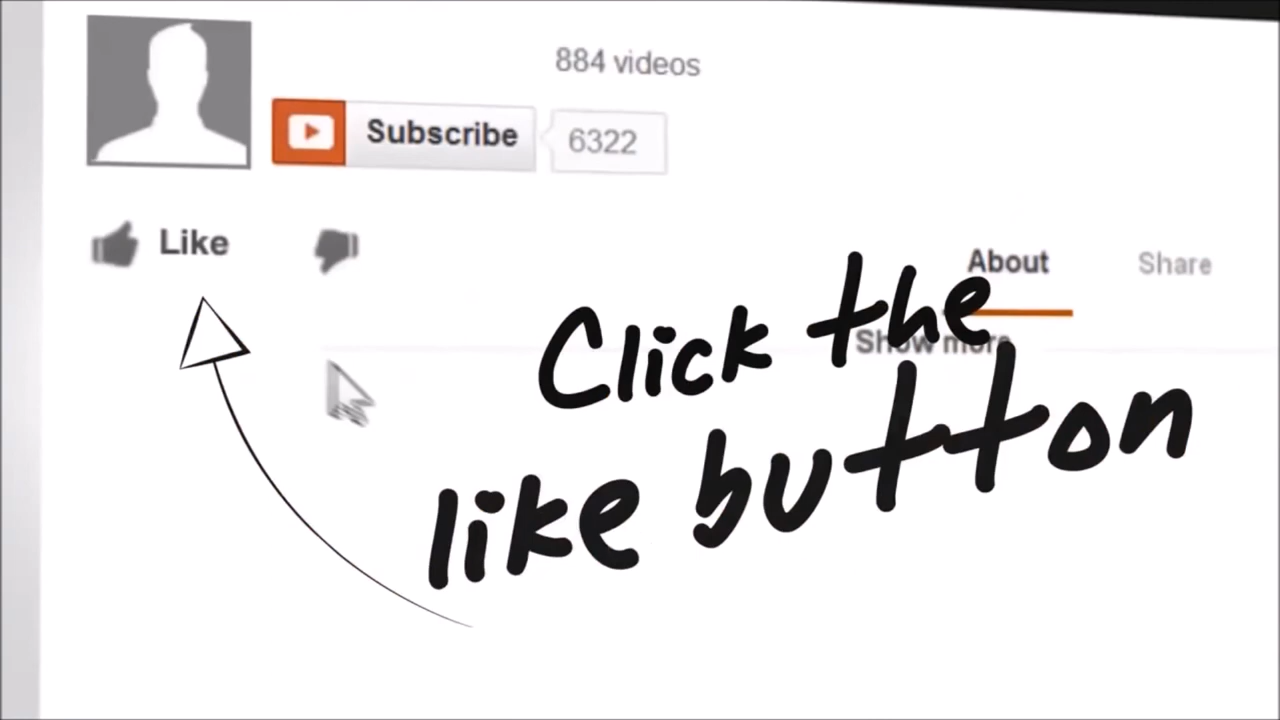 884 videos
Subscribe 6322
Like
About Share
Show more
Click the
like button